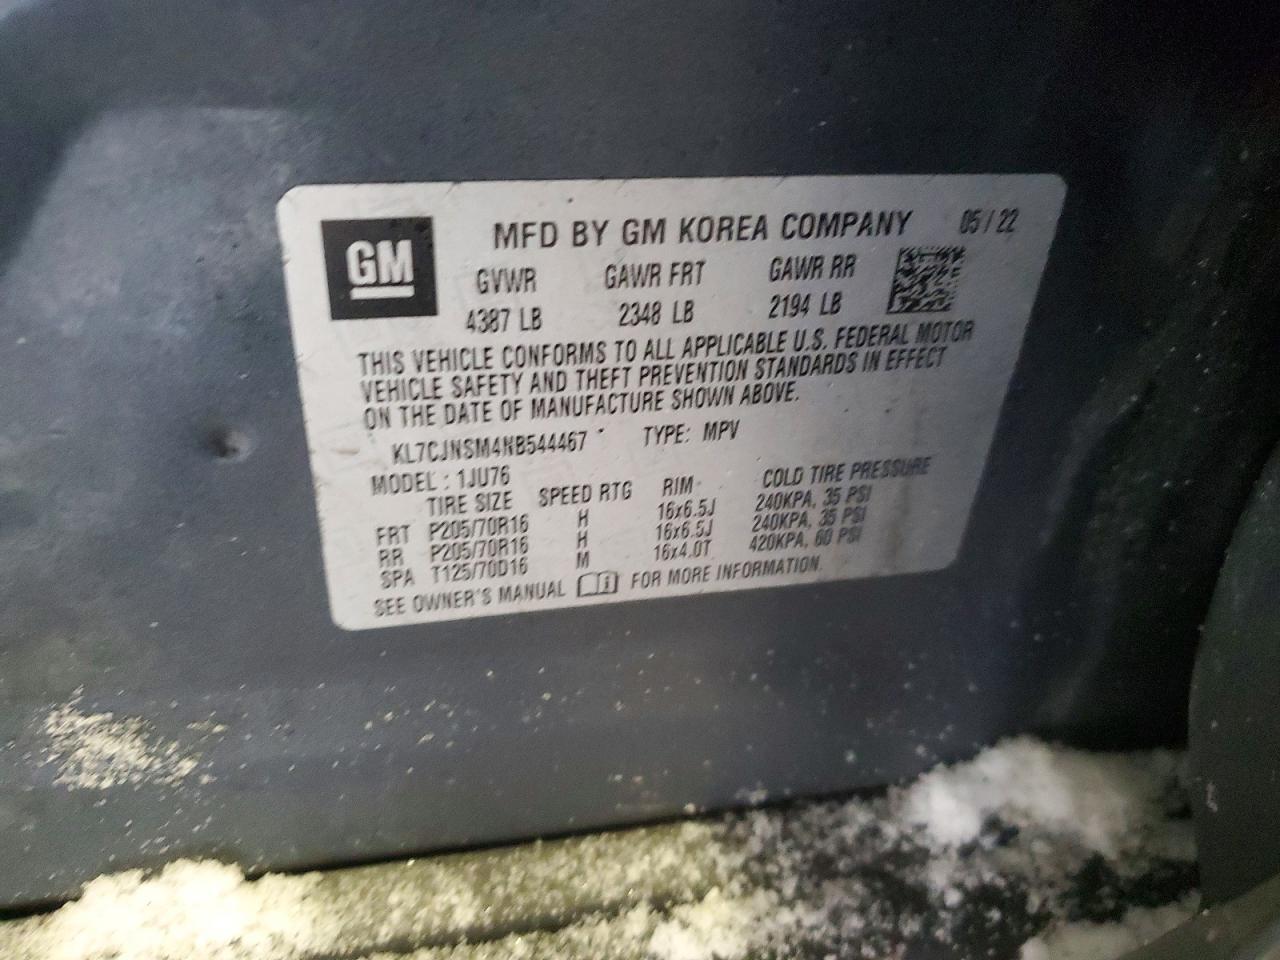 GM
MFD BY GM KOREA COMPANY 05/22
GVWR GAWR FRT GAWR RR
4387 LB 2348 LB 2194 LB
THIS VEHICLE CONFORMS TO ALL APPLICABLE U.S. FEDERAL MOTOR
VEHICLE SAFETY AND THEFT PREVENTION STANDARDS IN EFFECT
ON THE DATE OF MANUFACTURE SHOWN ABOVE.
KL7CJNSM4NB544467 TYPE: MPV
MODEL: 1JU76
TIRE SIZE SPEED RTG RIM COLD TIRE PRESSURE
FRT P205/70R16 H 16x6.5J 240KPA, 35 PSI
RR P205/70R16 H 16x6.5J 240KPA, 35 PSI
SPA T125/70D16 M 16x4.0T 420KPA, 60 PSI
SEE OWNER'S MANUAL FOR MORE INFORMATION.